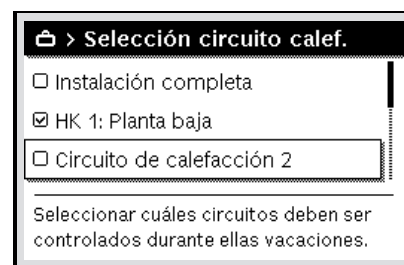 > Selección circuito calef.
Instalación completa
HK 1: Planta baja
Circuito de calefacción 2
Seleccionar cuáles circuitos deben ser
controlados durante ellas vacaciones.